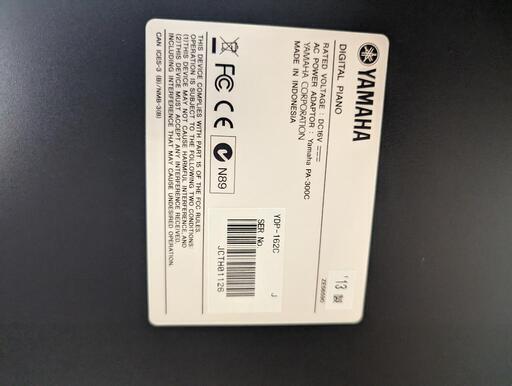 YAMAHA
DIGITAL PIANO
RATED VOLTAGE : DC16V
AC POWER ADAPTOR : Yamaha PA-300C
YAMAHA CORPORATION
MADE IN INDONESIA
'13 製
ZE58690
FC CE N89
YDP-162C J
SER No.
JCTH01126
THIS DEVICE COMPLIES WITH PART 15 OF THE FCC RULES.
OPERATION IS SUBJECT TO THE FOLLOWING TWO CONDITIONS:
(1)THIS DEVICE MAY NOT CAUSE HARMFUL INTERFERENCE, AND
(2)THIS DEVICE MUST ACCEPT ANY INTERFERENCE RECEIVED,
INCLUDING INTERFERENCE THAT MAY CAUSE UNDESIRED OPERATION.
CAN ICES-3 (B)/NMB-3(B)